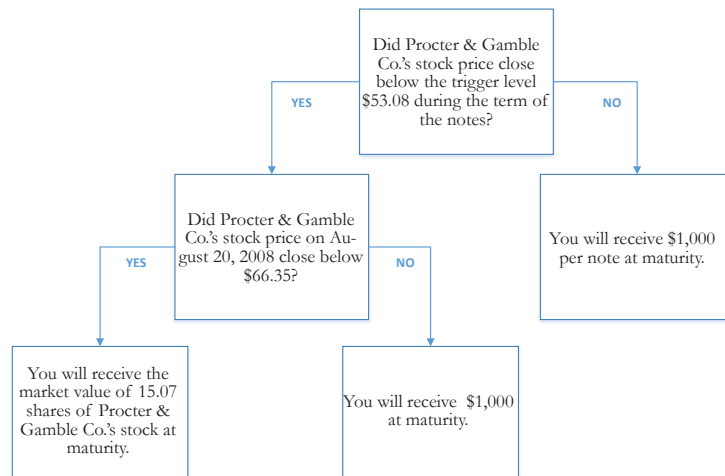 Did Procter & Gamble
Co.'s stock price close
below the trigger level
$53.08 during the term of
the notes?
YES
NO
Did Procter & Gamble
Co.'s stock price on Au-
gust 20, 2008 close below
$66.35?
You will receive $1,000
per note at maturity.
YES
NO
You will receive the
market value of 15.07
shares of Procter &
Gamble Co.'s stock at
maturity.
You will receive $1,000
at maturity.